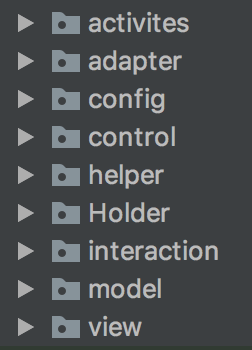 activites
adapter
config
control
helper
Holder
interaction
model
view